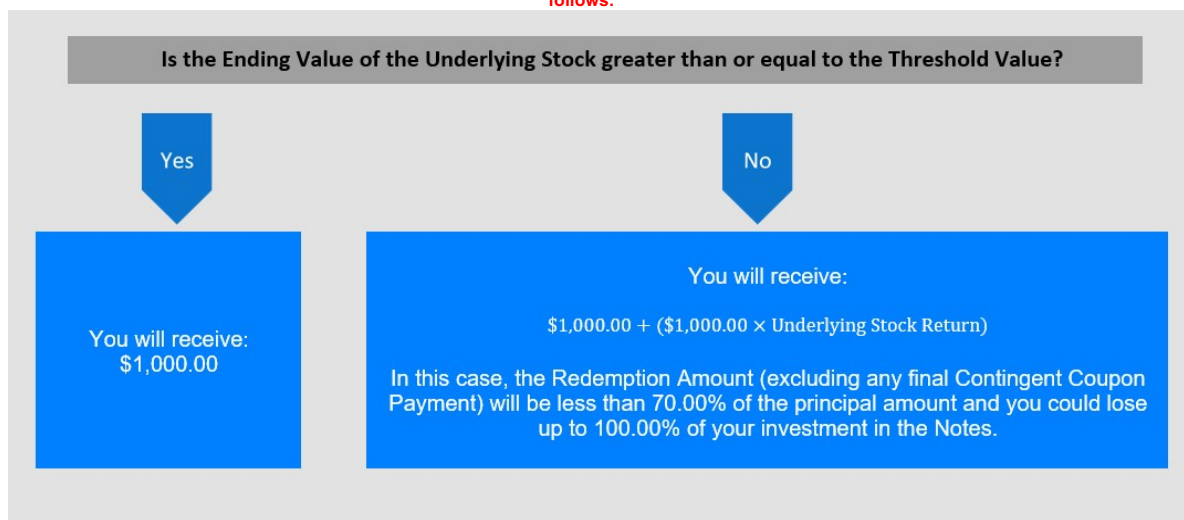 follows:
Is the Ending Value of the Underlying Stock greater than or equal to the Threshold Value?
Yes
No
You will receive:
$1,000.00
You will receive:
$1,000.00 + ($1,000.00 × Underlying Stock Return)
In this case, the Redemption Amount (excluding any final Contingent Coupon
Payment) will be less than 70.00% of the principal amount and you could lose
up to 100.00% of your investment in the Notes.